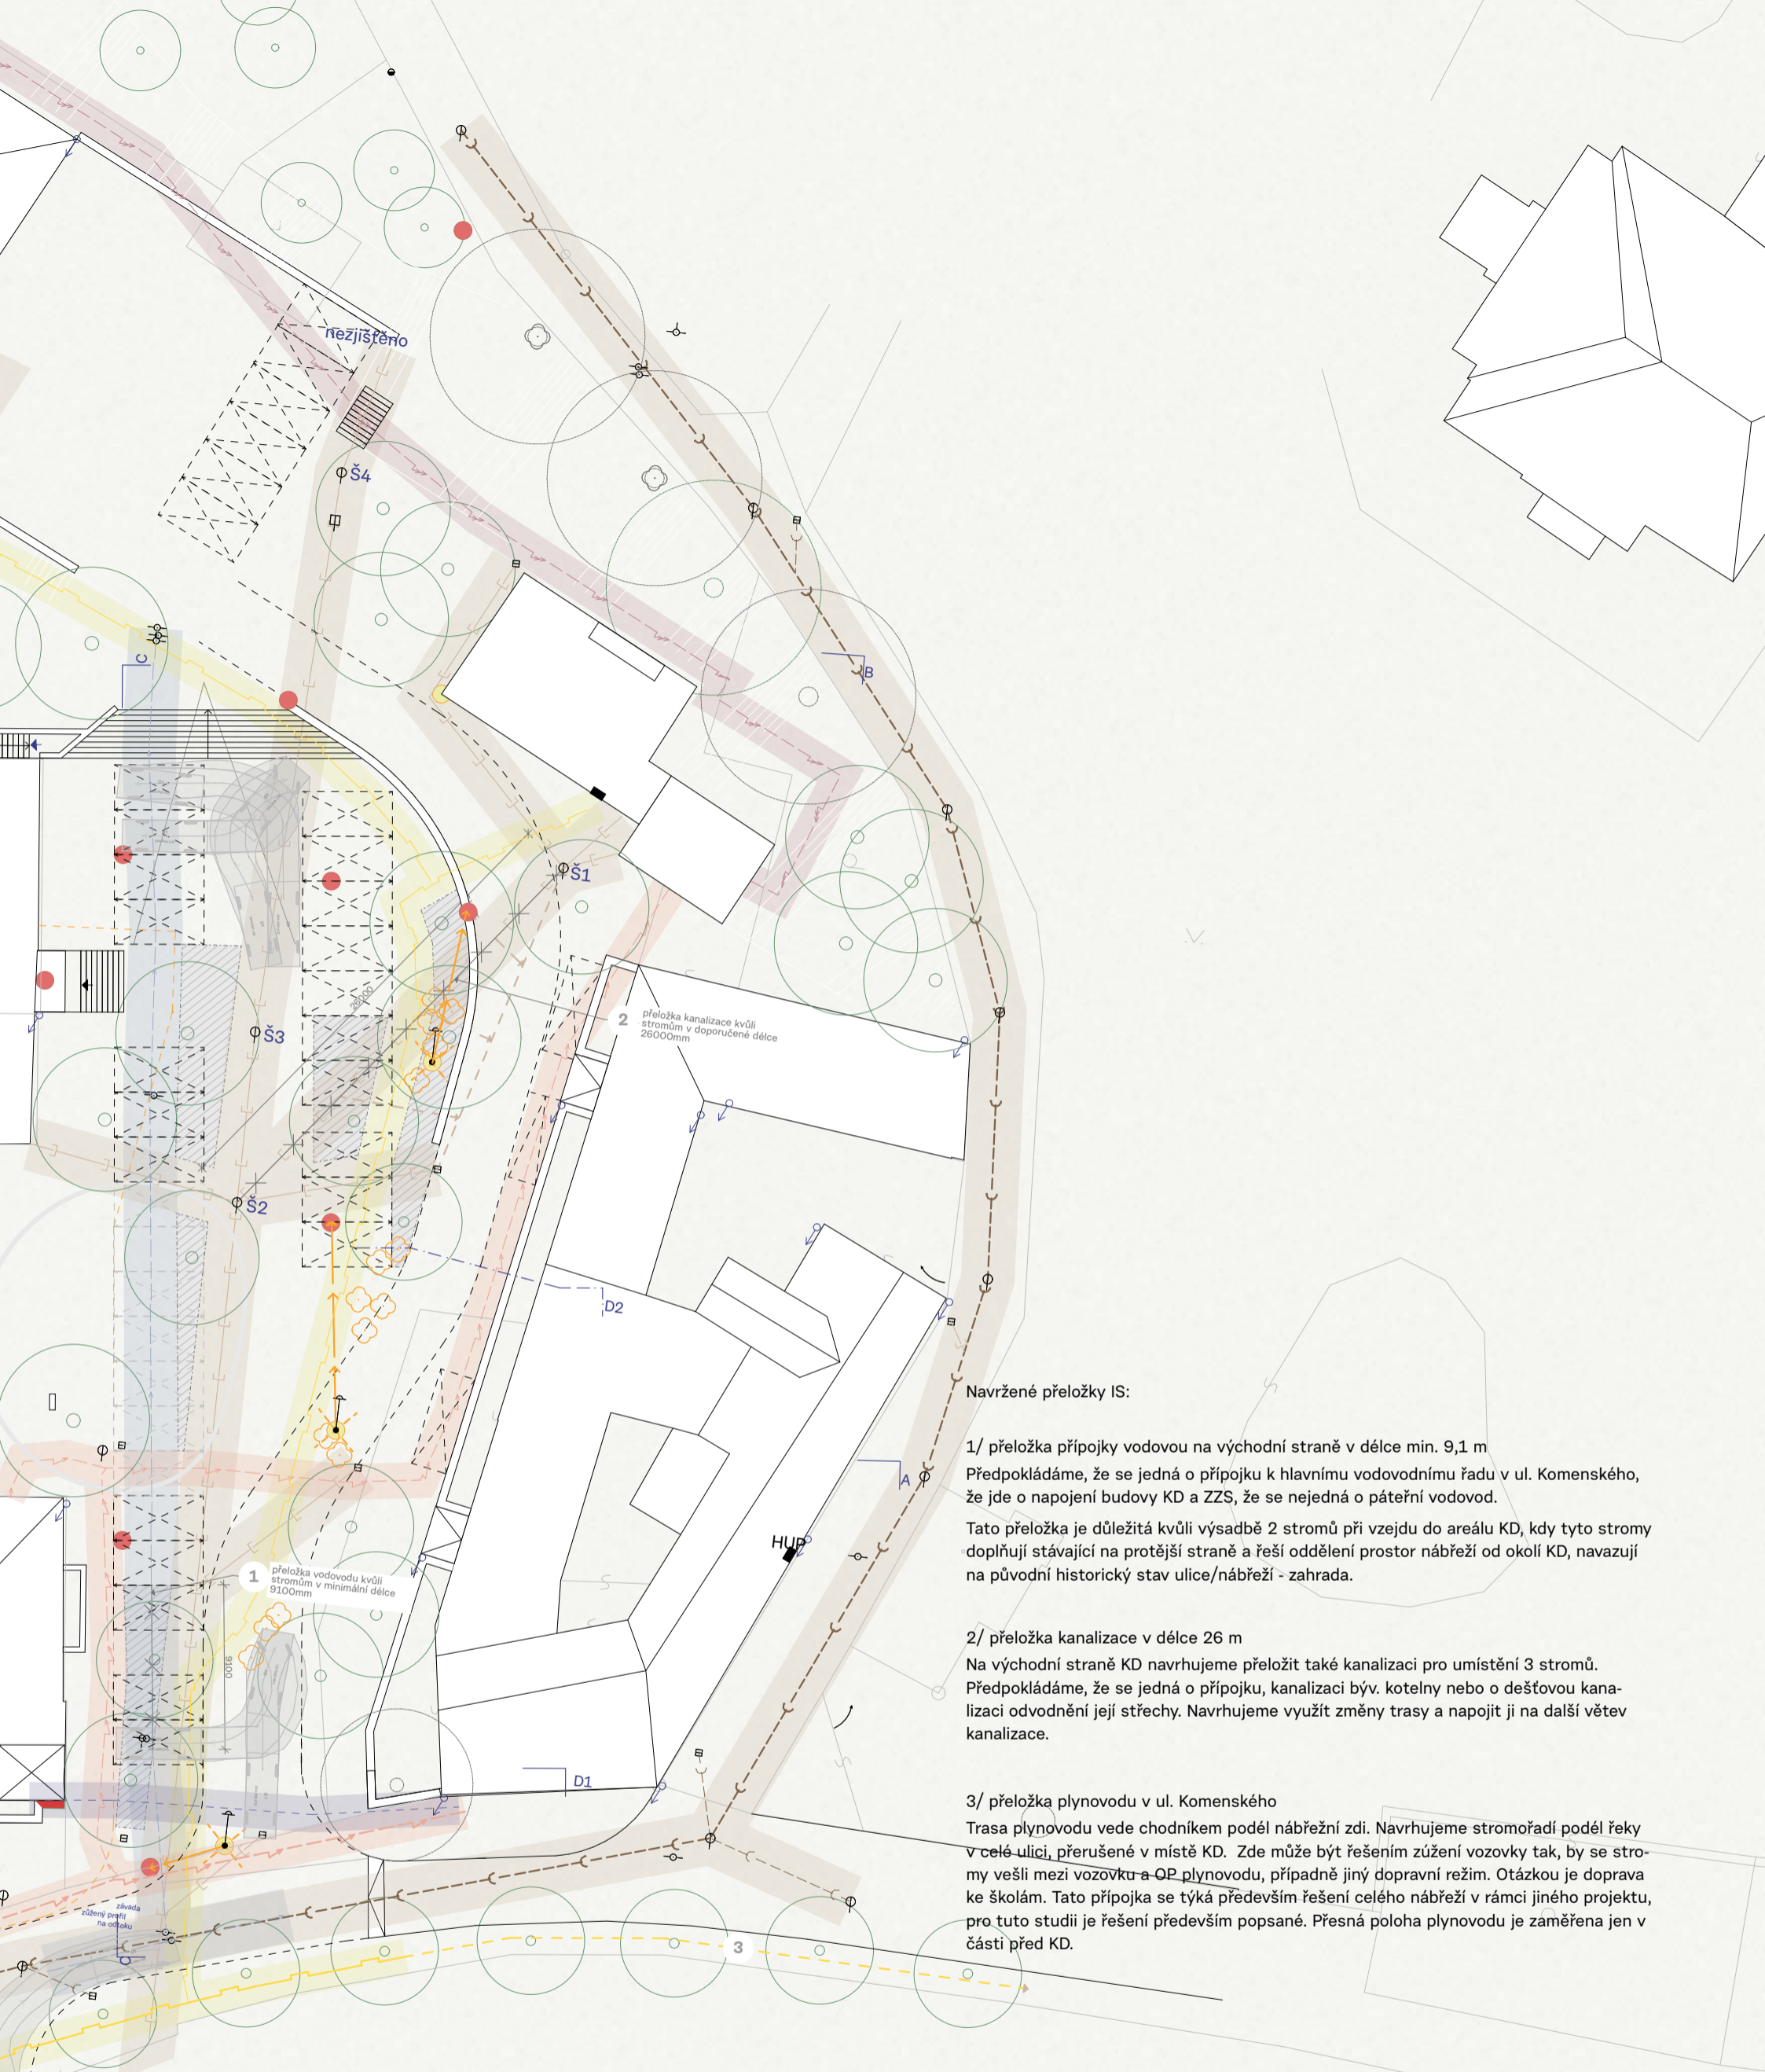 nezjištěno
Š4
C
B
Š1
26000
2
přeložka kanalizace kvůli
stromům v doporučené délce
26000mm
Š3
Š2
D2
Navržené přeložky IS:
1/ přeložka přípojky vodovou na východní straně v délce min. 9,1 m
Předpokládáme, že se jedná o přípojku k hlavnímu vodovodnímu řadu v ul. Komenského,
že jde o napojení budovy KD a ZZS, že se nejedná o páteřní vodovod.
Tato přeložka je důležitá kvůli výsadbě 2 stromů při vzejdu do areálu KD, kdy tyto stromy
doplňují stávající na protější straně a řeší oddělení prostor nábřeží od okolí KD, navazují
na původní historický stav ulice/nábřeží - zahrada.
A
HUP
1
přeložka vodovodu kvůli
stromům v minimální délce
9100mm
9100
2/ přeložka kanalizace v délce 26 m
Na východní straně KD navrhujeme přeložit také kanalizaci pro umístění 3 stromů.
Předpokládáme, že se jedná o přípojku, kanalizaci býv. kotelny nebo o dešťovou kana-
lizaci odvodnění její střechy. Navrhujeme využít změny trasy a napojit ji na další větev
kanalizace.
D1
3/ přeložka plynovodu v ul. Komenského
Trasa plynovodu vede chodníkem podél nábřežní zdi. Navrhujeme stromořadí podél řeky
v celé ulici, přerušené v místě KD. Zde může být řešením zúžení vozovky tak, by se stro-
my vešli mezi vozovku a OP plynovodu, případně jiný dopravní režim. Otázkou je doprava
ke školám. Tato přípojka se týká především řešení celého nábřeží v rámci jiného projektu,
pro tuto studii je řešení především popsané. Přesná poloha plynovodu je zaměřena jen v
části před KD.
závada
zúžený profil
na odtoku
C
3